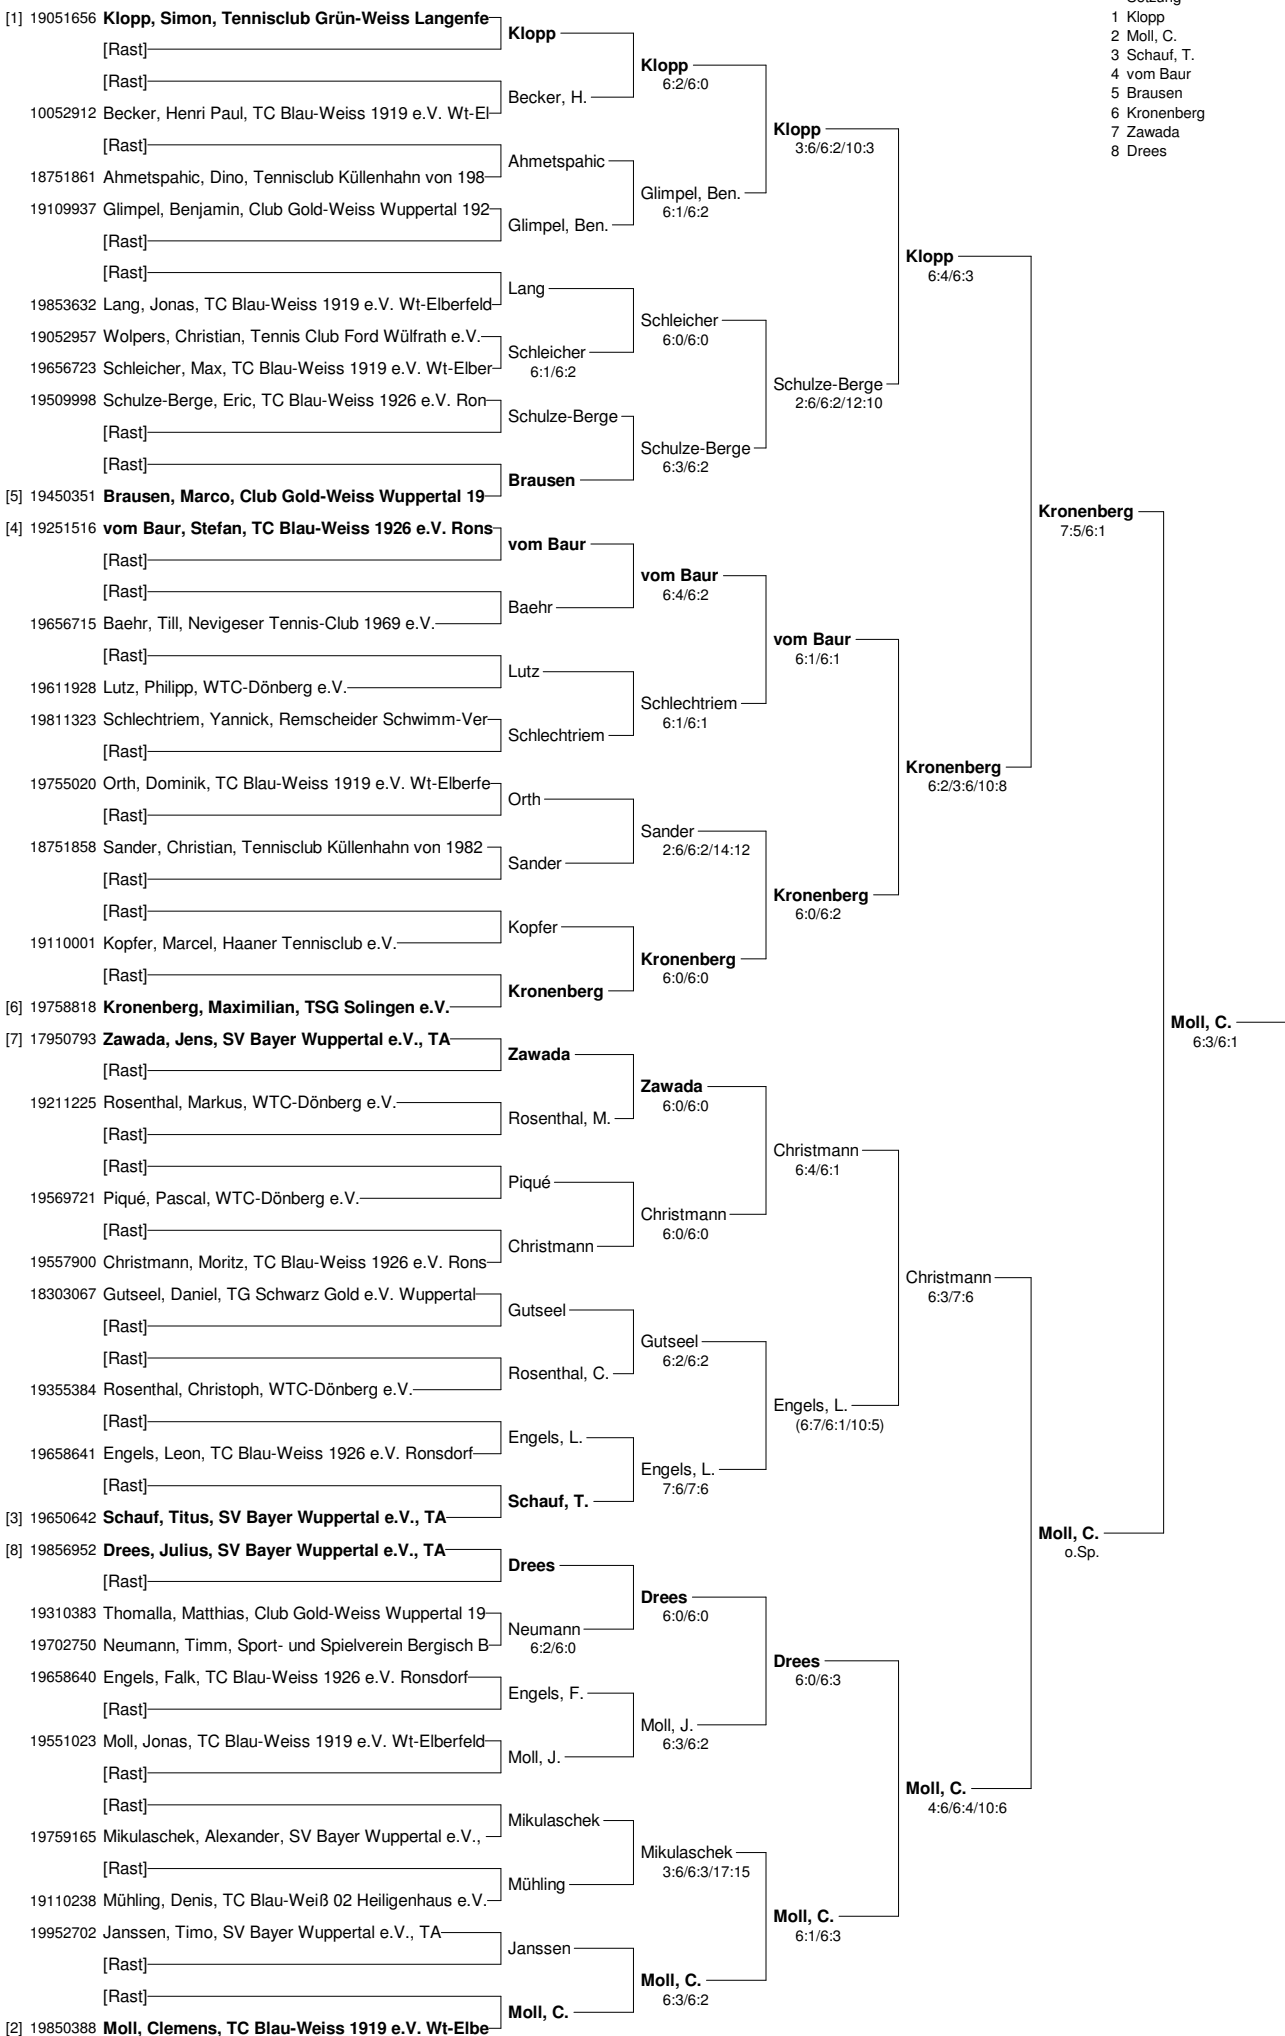 Setzung
1 Klopp
2 Moll, C.
3 Schauf, T.
4 vom Baur
5 Brausen
6 Kronenberg
7 Zawada
8 Drees
[1] 19051656 Klopp, Simon, Tennisclub Grün-Weiss Langenfe
[Rast]
[Rast]
10052912 Becker, Henri Paul, TC Blau-Weiss 1919 e.V. Wt-El
[Rast]
18751861 Ahmetspahic, Dino, Tennisclub Küllenhahn von 198
19109937 Glimpel, Benjamin, Club Gold-Weiss Wuppertal 192
[Rast]
[Rast]
19853632 Lang, Jonas, TC Blau-Weiss 1919 e.V. Wt-Elberfeld
19052957 Wolpers, Christian, Tennis Club Ford Wülfrath e.V.
19656723 Schleicher, Max, TC Blau-Weiss 1919 e.V. Wt-Elber
19509998 Schulze-Berge, Eric, TC Blau-Weiss 1926 e.V. Ron
[Rast]
[Rast]
[5] 19450351 Brausen, Marco, Club Gold-Weiss Wuppertal 19
[4] 19251516 vom Baur, Stefan, TC Blau-Weiss 1926 e.V. Rons
[Rast]
[Rast]
19656715 Baehr, Till, Nevigeser Tennis-Club 1969 e.V.
[Rast]
19611928 Lutz, Philipp, WTC-Dönberg e.V.
19811323 Schlechtriem, Yannick, Remscheider Schwimm-Ver
[Rast]
19755020 Orth, Dominik, TC Blau-Weiss 1919 e.V. Wt-Elberfe
[Rast]
18751858 Sander, Christian, Tennisclub Küllenhahn von 1982
[Rast]
[Rast]
19110001 Kopfer, Marcel, Haaner Tennisclub e.V.
[Rast]
[6] 19758818 Kronenberg, Maximilian, TSG Solingen e.V.
[7] 17950793 Zawada, Jens, SV Bayer Wuppertal e.V., TA
[Rast]
19211225 Rosenthal, Markus, WTC-Dönberg e.V.
[Rast]
[Rast]
19569721 Piqué, Pascal, WTC-Dönberg e.V.
[Rast]
19557900 Christmann, Moritz, TC Blau-Weiss 1926 e.V. Rons
18303067 Gutseel, Daniel, TG Schwarz Gold e.V. Wuppertal
[Rast]
[Rast]
19355384 Rosenthal, Christoph, WTC-Dönberg e.V.
[Rast]
19658641 Engels, Leon, TC Blau-Weiss 1926 e.V. Ronsdorf
[Rast]
[3] 19650642 Schauf, Titus, SV Bayer Wuppertal e.V., TA
[8] 19856952 Drees, Julius, SV Bayer Wuppertal e.V., TA
[Rast]
19310383 Thomalla, Matthias, Club Gold-Weiss Wuppertal 19
19702750 Neumann, Timm, Sport- und Spielverein Bergisch B
19658640 Engels, Falk, TC Blau-Weiss 1926 e.V. Ronsdorf
[Rast]
19551023 Moll, Jonas, TC Blau-Weiss 1919 e.V. Wt-Elberfeld
[Rast]
[Rast]
19759165 Mikulaschek, Alexander, SV Bayer Wuppertal e.V.,
[Rast]
19110238 Mühling, Denis, TC Blau-Weiß 02 Heiligenhaus e.V.
19952702 Janssen, Timo, SV Bayer Wuppertal e.V., TA
[Rast]
[Rast]
[2] 19850388 Moll, Clemens, TC Blau-Weiss 1919 e.V. Wt-Elbe
Klopp
Becker, H.
Ahmetspahic
Glimpel, Ben.
Lang
Schleicher
6:1/6:2
Schulze-Berge
Brausen
vom Baur
Baehr
Lutz
Schlechtriem
Orth
Sander
Kopfer
Kronenberg
Zawada
Rosenthal, M.
Piqué
Christmann
Gutseel
Rosenthal, C.
Engels, L.
Schauf, T.
Drees
Neumann
6:2/6:0
Engels, F.
Moll, J.
Mikulaschek
Mühling
Janssen
Moll, C.
Klopp
6:2/6:0
Glimpel, Ben.
6:1/6:2
Schleicher
6:0/6:0
Schulze-Berge
6:3/6:2
vom Baur
6:4/6:2
Schlechtriem
6:1/6:1
Sander
2:6/6:2/14:12
Kronenberg
6:0/6:0
Zawada
6:0/6:0
Christmann
6:0/6:0
Gutseel
6:2/6:2
Engels, L.
7:6/7:6
Drees
6:0/6:0
Moll, J.
6:3/6:2
Mikulaschek
3:6/6:3/17:15
Moll, C.
6:3/6:2
Klopp
3:6/6:2/10:3
Schulze-Berge
2:6/6:2/12:10
vom Baur
6:1/6:1
Kronenberg
6:0/6:2
Christmann
6:4/6:1
Engels, L.
(6:7/6:1/10:5)
Drees
6:0/6:3
Moll, C.
6:1/6:3
Klopp
6:4/6:3
Kronenberg
6:2/3:6/10:8
Christmann
6:3/7:6
Moll, C.
4:6/6:4/10:6
Kronenberg
7:5/6:1
Moll, C.
o.Sp.
Moll, C.
6:3/6:1